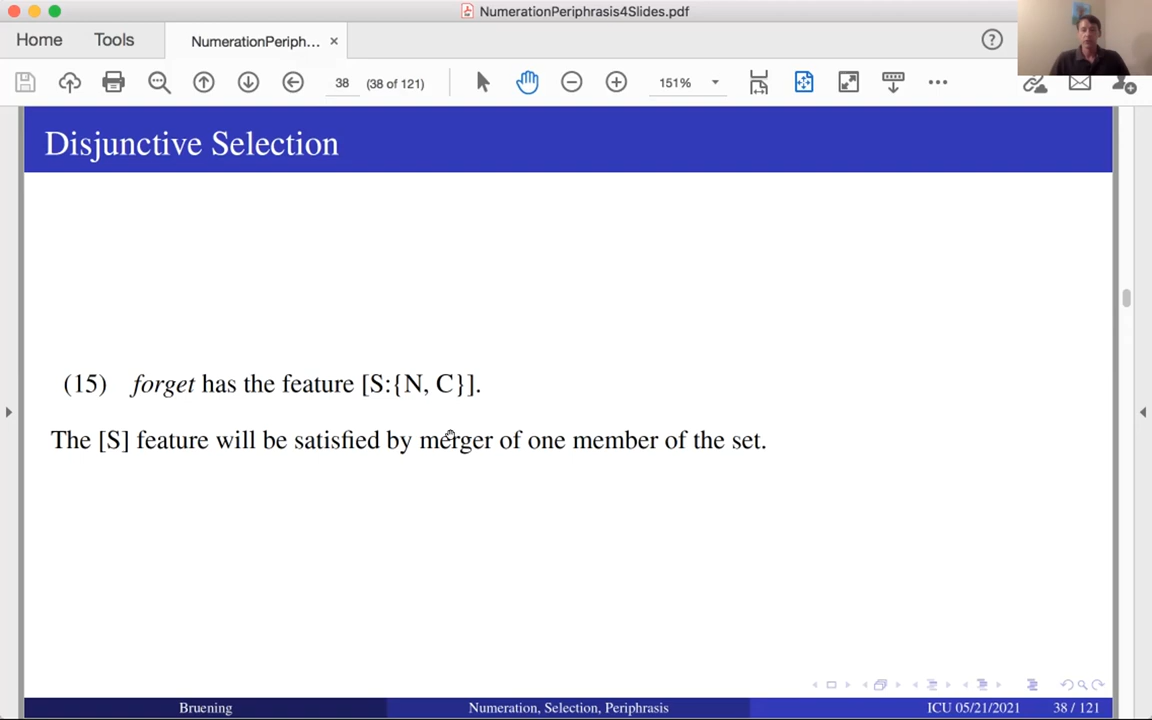 NumerationPeriphrasis4Slides.pdf
Home Tools NumerationPeriph... ×
38 (38 of 121) 151%
Disjunctive Selection
(15) forget has the feature [S:{N, C}].
The [S] feature will be satisfied by merger of one member of the set.
Bruening Numeration, Selection, Periphrasis ICU 05/21/2021 38 / 121